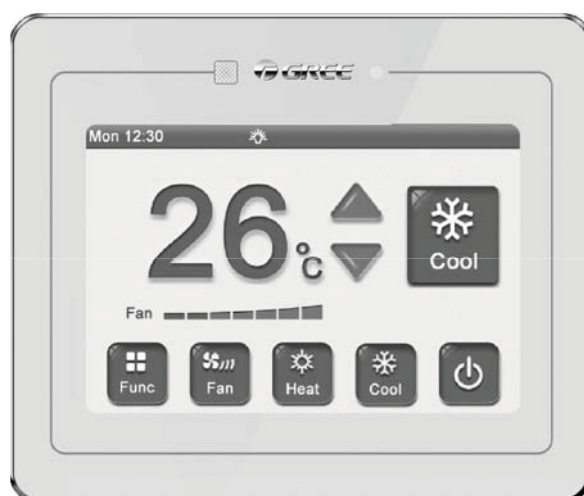 GREE
Mon 12:30
26°C
Cool
Fan
Func
Fan
Heat
Cool